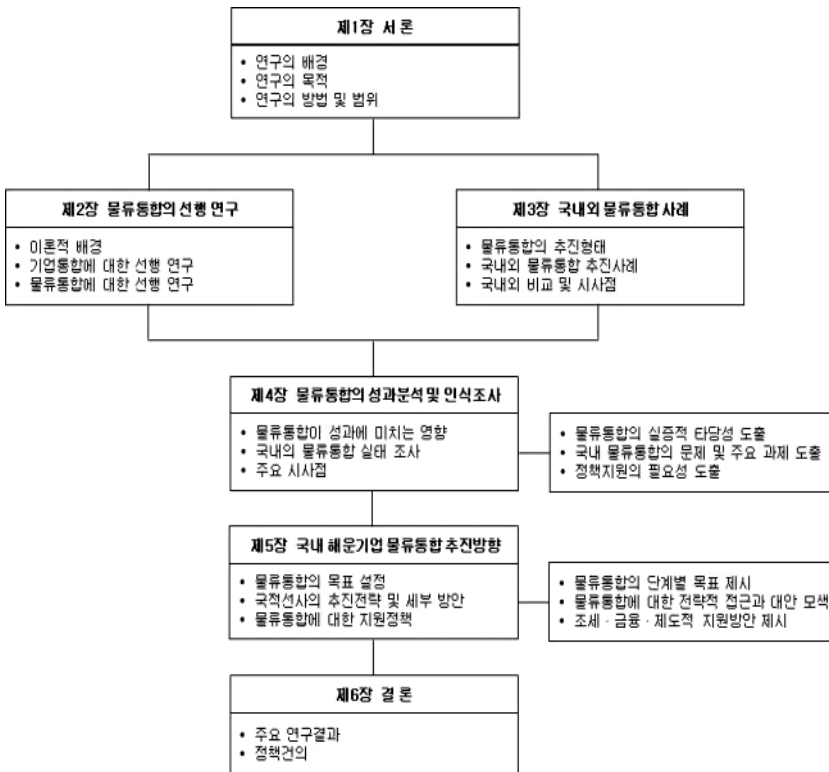 제1장 서 론
• 연구의 배경
• 연구의 목적
• 연구의 방법 및 범위
제2장 물류통합의 선행 연구
• 이론적 배경
• 기업통합에 대한 선행 연구
• 물류통합에 대한 선행 연구
제3장 국내외 물류통합 사례
• 물류통합의 추진형태
• 국내외 물류통합 추진사례
• 국내외 비교 및 시사점
제4장 물류통합의 성과분석 및 인식조사
• 물류통합이 성과에 미치는 영향
• 국내의 물류통합 실태 조사
• 주요 시사점
• 물류통합의 실증적 타당성 도출
• 국내 물류통합의 문제 및 주요 과제 도출
• 정책지원의 필요성 도출
제5장 국내 해운기업 물류통합 추진방향
• 물류통합의 목표 설정
• 국적선사의 추진전략 및 세부 방안
• 물류통합에 대한 지원정책
• 물류통합의 단계별 목표 제시
• 물류통합에 대한 전략적 접근과 대안 모색
• 조세 · 금융 · 제도적 지원방안 제시
제6장 결 론
• 주요 연구결과
• 정책건의